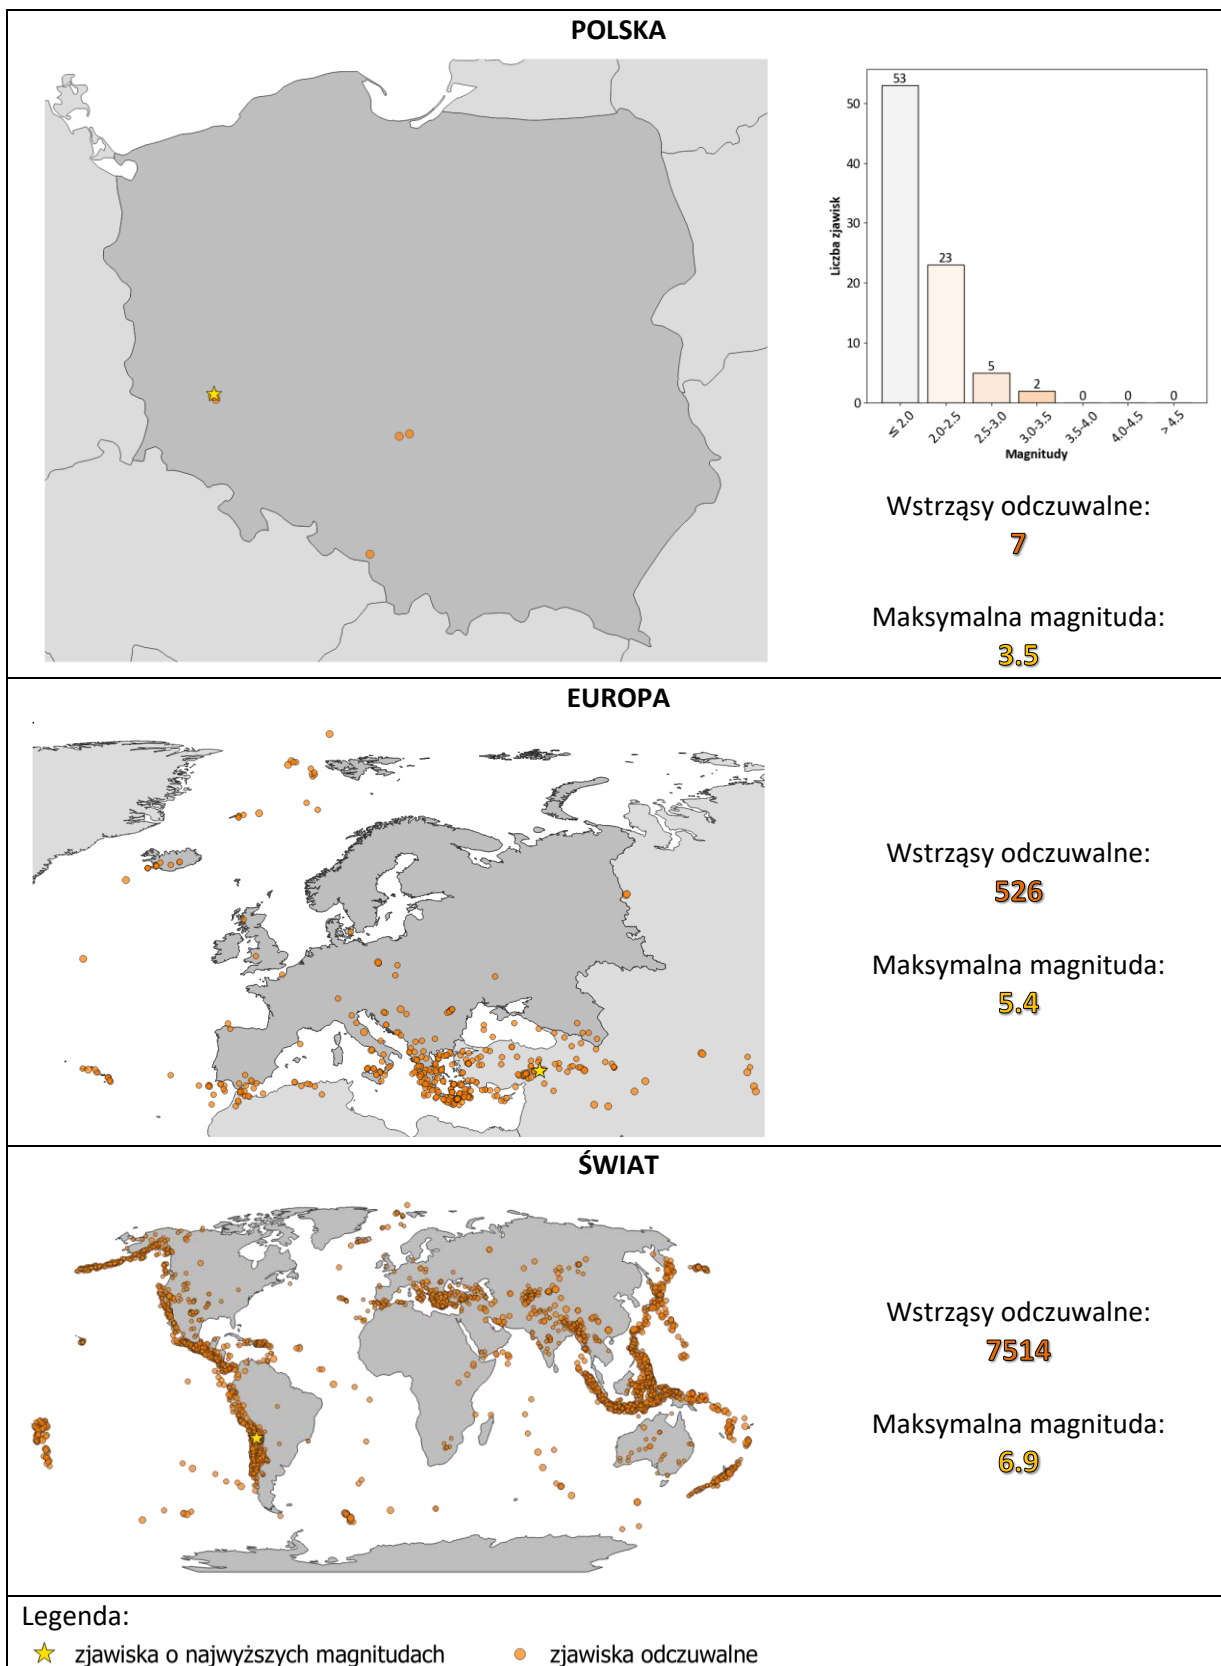 POLSKA
53
23
5
2
0
0
0
50
40
30
20
10
0
Liczba zjawisk
≤ 2.0
2.0-2.5
2.5-3.0
3.0-3.5
3.5-4.0
4.0-4.5
> 4.5
Magnitudy
Wstrząsy odczuwalne:
7
Maksymalna magnituda:
3.5
EUROPA
Wstrząsy odczuwalne:
526
Maksymalna magnituda:
5.4
ŚWIAT
Wstrząsy odczuwalne:
7514
Maksymalna magnituda:
6.9
Legenda:
zjawiska o najwyższych magnitudach
zjawiska odczuwalne